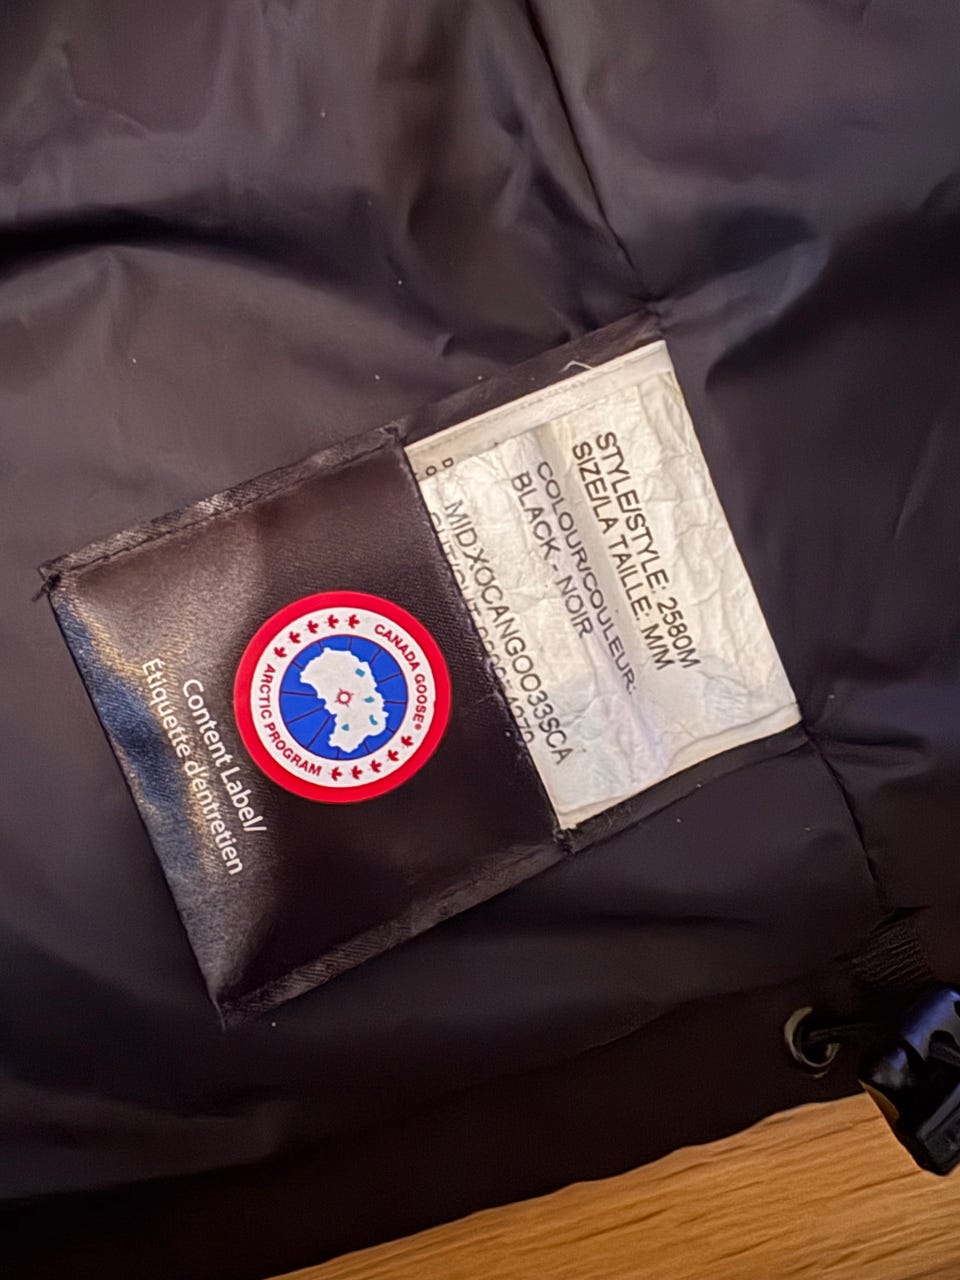 STYLE/STYLE: 2580M
SIZE/LA TAILLE: M/M
COLOUR/COULEUR:
BLACK - NOIR
MIDXOCANGOO33SCA
CANADA GOOSE®
ARCTIC PROGRAM
Content Label/
Étiquette d'entretien